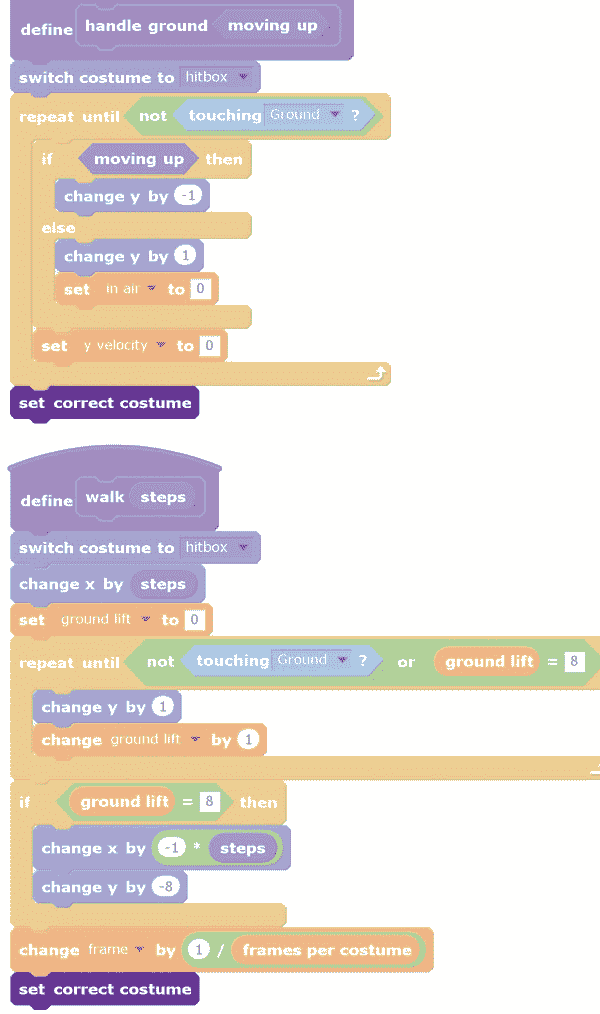 define handle ground moving up
switch costume to hitbox
repeat until not touching Ground ?
if moving up then
change y by -1
else
change y by 1
set in air to 0
set y velocity to 0
set correct costume
define walk steps
switch costume to hitbox
change x by steps
set ground lift to 0
repeat until not touching Ground ? or ground lift = 8
change y by 1
change ground lift by 1
if ground lift = 8 then
change x by -1 * steps
change y by -8
change frame by 1 / frames per costume
set correct costume